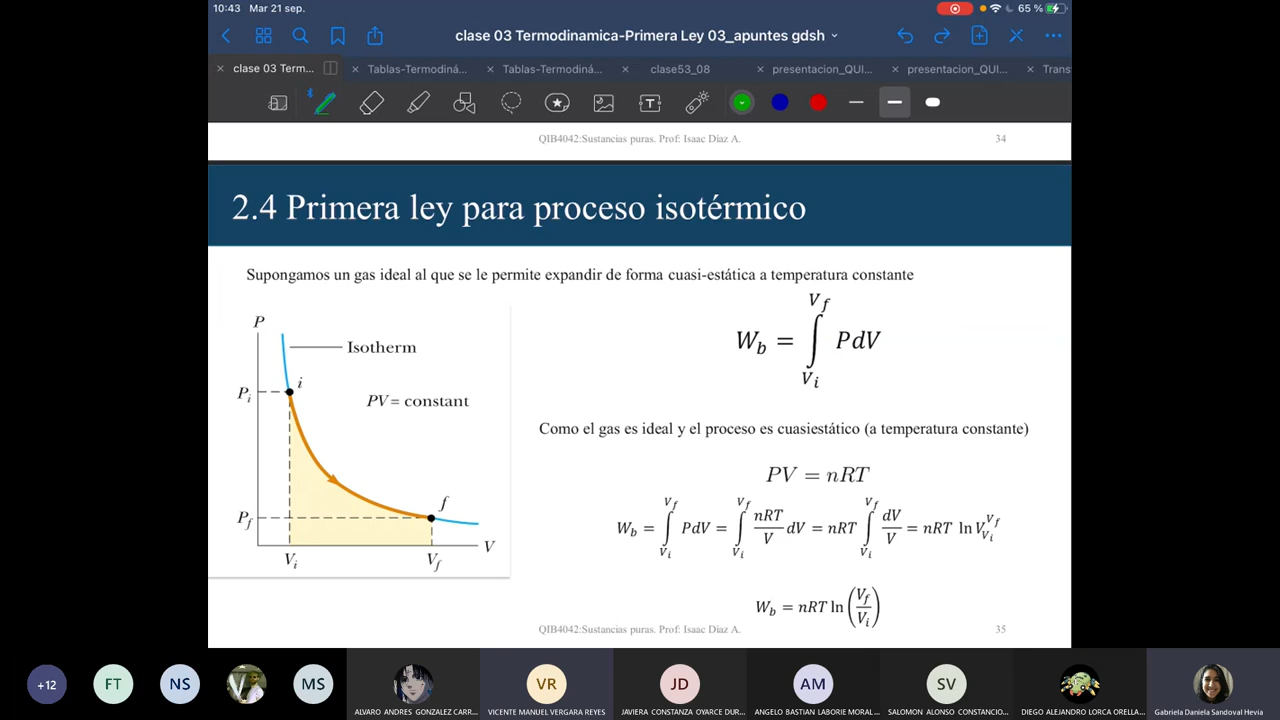 10:43 Mar 21 sep. 65 %
clase 03 Termodinamica-Primera Ley 03_apuntes gdsh
clase 03 Term... Tablas-Termodiná... Tablas-Termodiná... clase53_08 presentacion_QUI... presentacion_QUI... Trans
QIB4042:Sustancias puras. Prof: Isaac Díaz A. 34
2.4 Primera ley para proceso isotérmico
Supongamos un gas ideal al que se le permite expandir de forma cuasi-estática a temperatura constante
P
Isotherm
i
P_i
PV = constant
f
P_f
V
V_i V_f
W_b = ∫_{V_i}^{V_f} PdV
Como el gas es ideal y el proceso es cuasiestático (a temperatura constante)
PV = nRT
W_b = ∫_{V_i}^{V_f} PdV = ∫_{V_i}^{V_f} nRT/V dV = nRT ∫_{V_i}^{V_f} dV/V = nRT ln V_{V_i}^{V_f}
W_b = nRT ln (V_f/V_i)
QIB4042:Sustancias puras. Prof: Isaac Díaz A. 35
+12 FT NS MS VR JD AM SV
ALVARO ANDRES GONZALEZ CARR... VICENTE MANUEL VERGARA REYES JAVIERA CONSTANZA OYARCE DUR... ANGELO BASTIAN LABORIE MORAL... SALOMON ALONSO CONSTANCIO... DIEGO ALEJANDRO LORCA ORELLA... Gabriela Daniels Sandoval Hevia